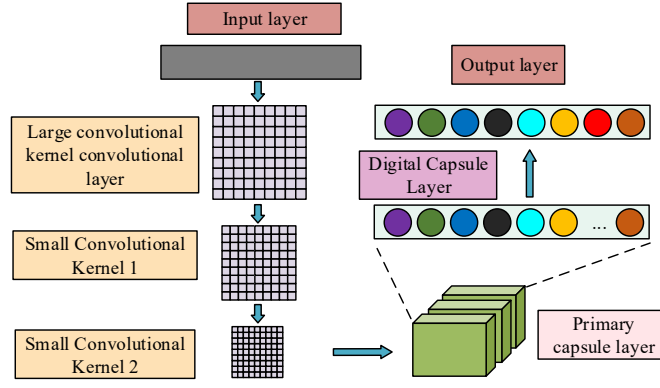 Input layer
Output layer
Large convolutional
kernel convolutional
layer
Digital Capsule
Layer
Small Convolutional
Kernel 1
...
Small Convolutional
Kernel 2
Primary
capsule layer